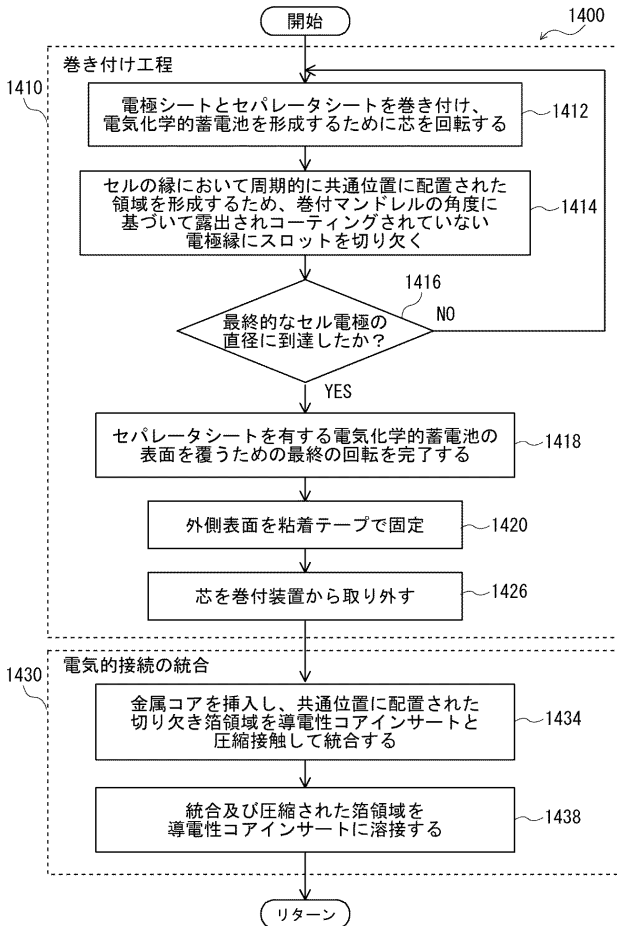 開始
1400
巻き付け工程
1410
電極シートとセパレータシートを巻き付け、
電気化学的蓄電池を形成するために芯を回転する
1412
セルの縁において周期的に共通位置に配置された
領域を形成するため、巻付マンドレルの角度に
基づいて露出されコーティングされていない
電極縁にスロットを切り欠く
1414
1416
最終的なセル電極の
直径に到達したか?
NO
YES
セパレータシートを有する電気化学的蓄電池の
表面を覆うための最終の回転を完了する
1418
外側表面を粘着テープで固定
1420
芯を巻付装置から取り外す
1426
電気的接続の統合
1430
金属コアを挿入し、共通位置に配置された
切り欠き箔領域を導電性コアインサートと
圧縮接触して統合する
1434
統合及び圧縮された箔領域を
導電性コアインサートに溶接する
1438
リターン